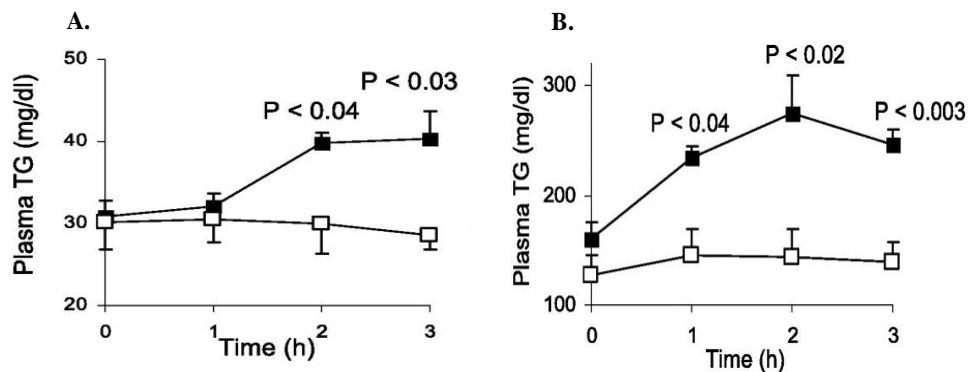 A.
Plasma TG (mg/dl)
50
40
30
20
P < 0.04
P < 0.03
0 1 2 3
Time (h)
B.
Plasma TG (mg/dl)
300
200
100
P < 0.04
P < 0.02
P < 0.003
0 1 2 3
Time (h)